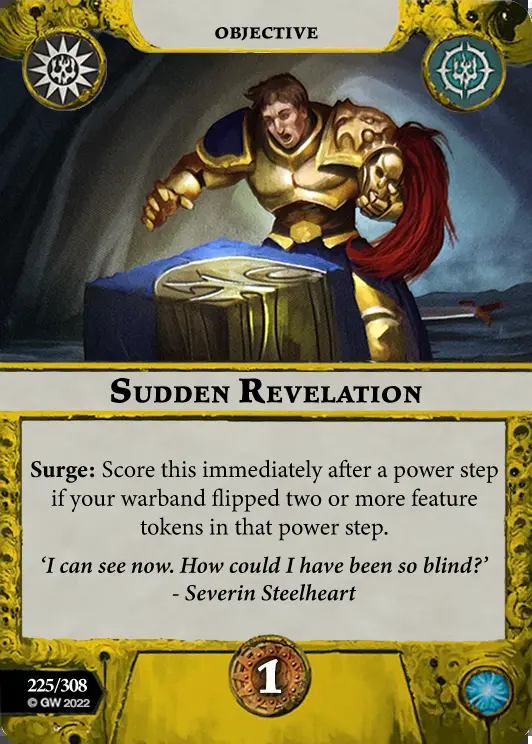 OBJECTIVE
SUDDEN REVELATION
Surge: Score this immediately after a power step
if your warband flipped two or more feature
tokens in that power step.
‘I can see now. How could I have been so blind?’
- Severin Steelheart
225/308
© GW 2022
1